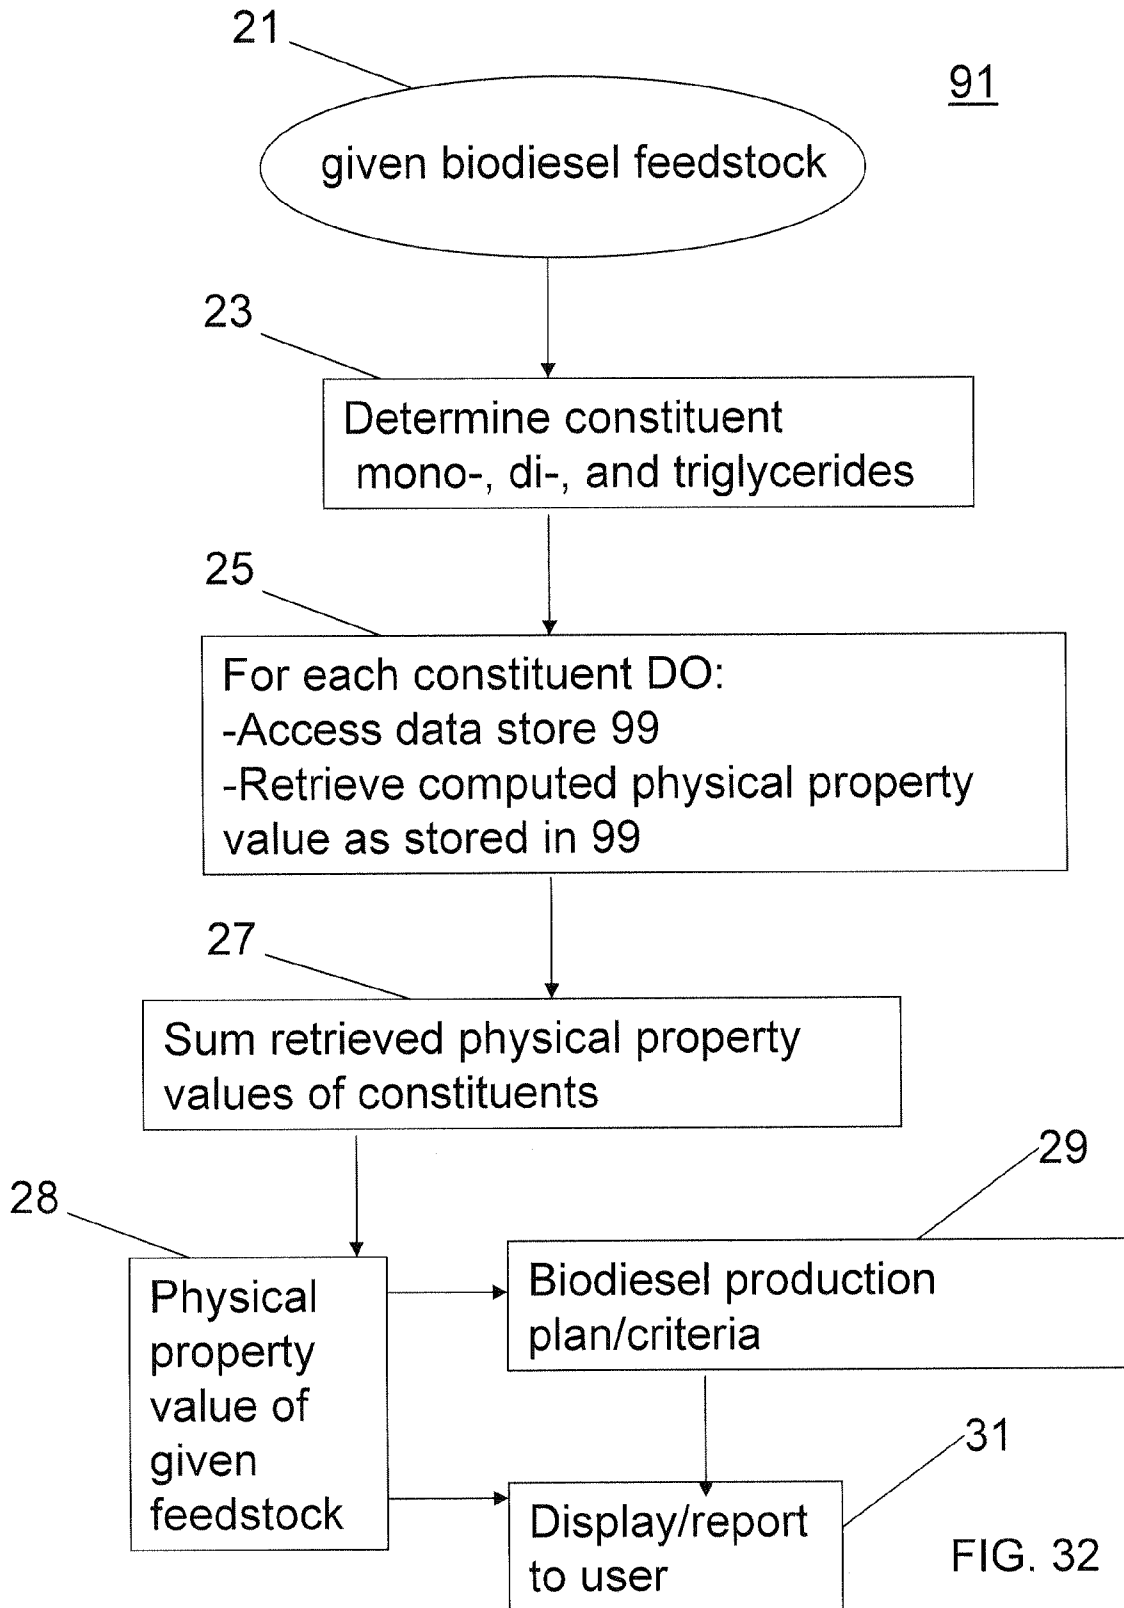 21
91
given biodiesel feedstock
23
Determine constituent
mono-, di-, and triglycerides
25
For each constituent DO:
-Access data store 99
-Retrieve computed physical property
value as stored in 99
27
Sum retrieved physical property
values of constituents
28
29
Physical
property
value of
given
feedstock
Biodiesel production
plan/criteria
31
Display/report
to user
FIG. 32